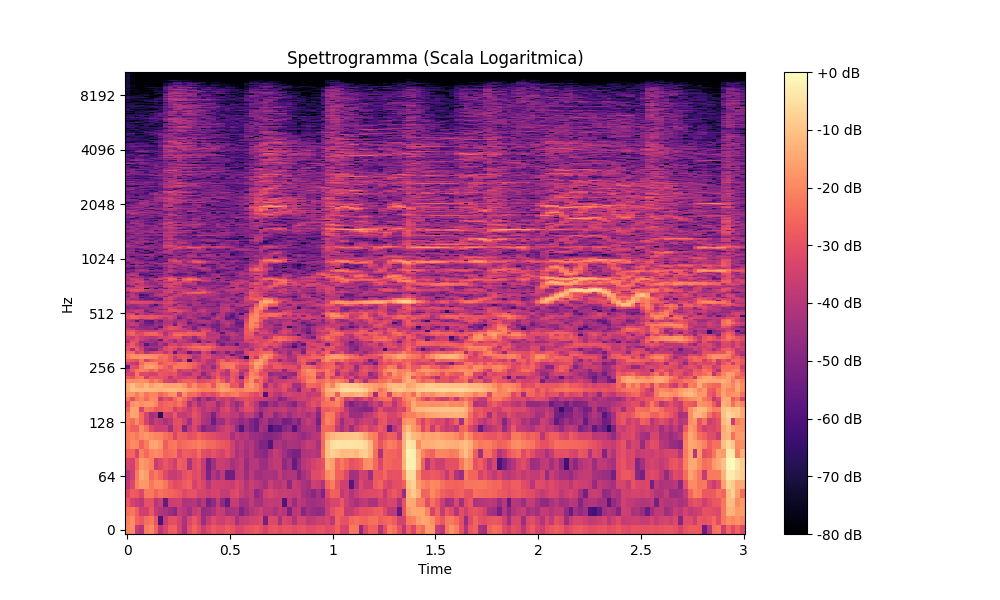 Spettrogramma (Scala Logaritmica)
Hz
8192
4096
2048
1024
512
256
128
64
0
0 0.5 1 1.5 2 2.5 3
Time
+0 dB
-10 dB
-20 dB
-30 dB
-40 dB
-50 dB
-60 dB
-70 dB
-80 dB